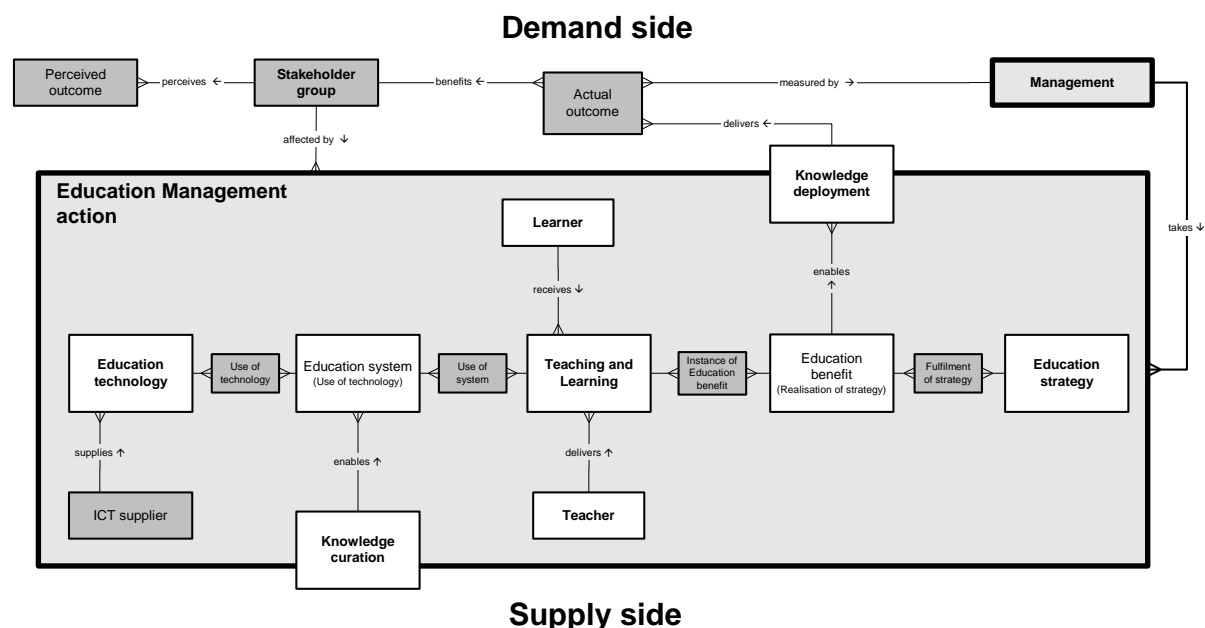 Demand side
Perceived
outcome
perceives ←
Stakeholder
group
benefits ←
Actual
outcome
measured by →
Management
delivers ←
affected by ↓
Knowledge
deployment
Education Management
action
Learner
takes ↓
enables
↑
receives ↓
Education
technology
Use of
technology
Education system
(Use of technology)
Use of
system
Teaching and
Learning
Instance of
Education
benefit
Education
benefit
(Realisation of strategy)
Fulfilment
of strategy
Education
strategy
supplies ↑
enables ↑
delivers ↑
ICT supplier
Knowledge
curation
Teacher
Supply side